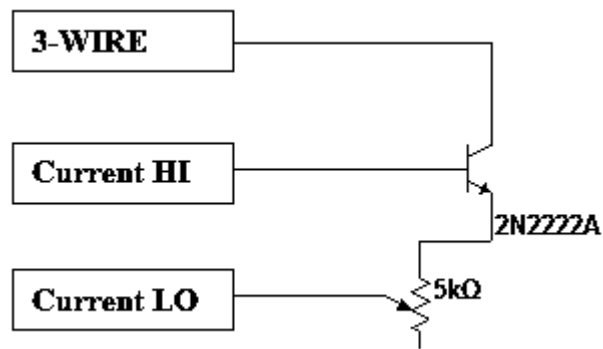 3-WIRE
Current HI
2N2222A
Current LO
5kΩ